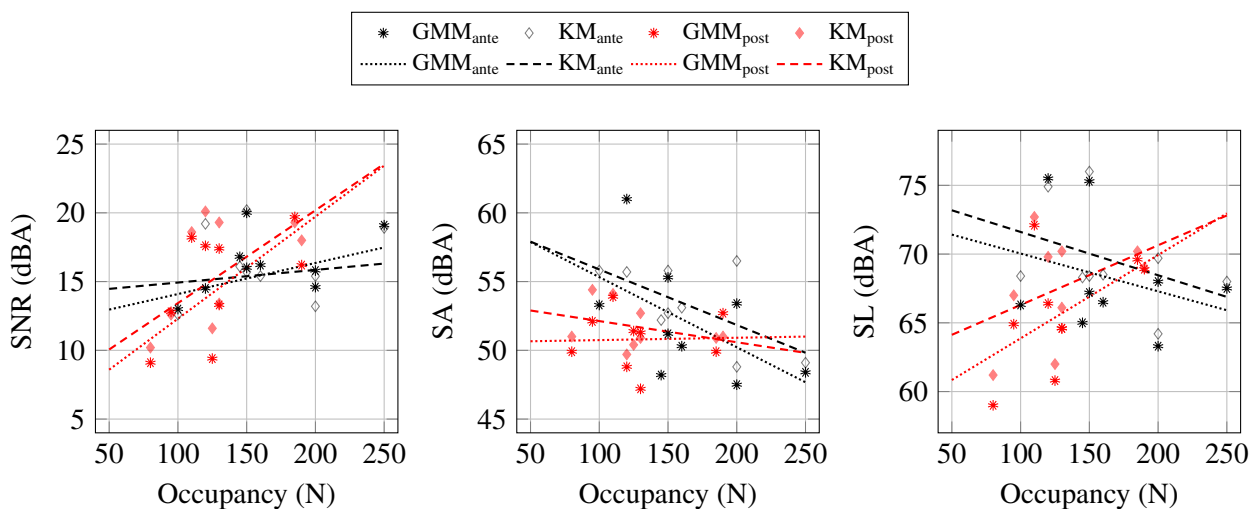 GMMante KMante GMMpost KMpost
GMMante KMante GMMpost KMpost
25
20
15
10
5
SNR (dBA)
50 100 150 200 250
Occupancy (N)
65
60
55
50
45
SA (dBA)
50 100 150 200 250
Occupancy (N)
75
70
65
60
SL (dBA)
50 100 150 200 250
Occupancy (N)